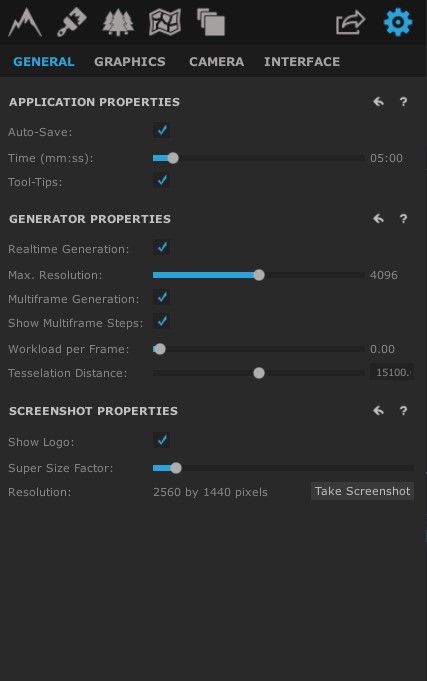 GENERAL GRAPHICS CAMERA INTERFACE
APPLICATION PROPERTIES ?
Auto-Save:
Time (mm:ss): 05:00
Tool-Tips:
GENERATOR PROPERTIES ?
Realtime Generation:
Max. Resolution: 4096
Multiframe Generation:
Show Multiframe Steps:
Workload per Frame: 0.00
Tesselation Distance: 15100.
SCREENSHOT PROPERTIES ?
Show Logo:
Super Size Factor:
Resolution: 2560 by 1440 pixels Take Screenshot